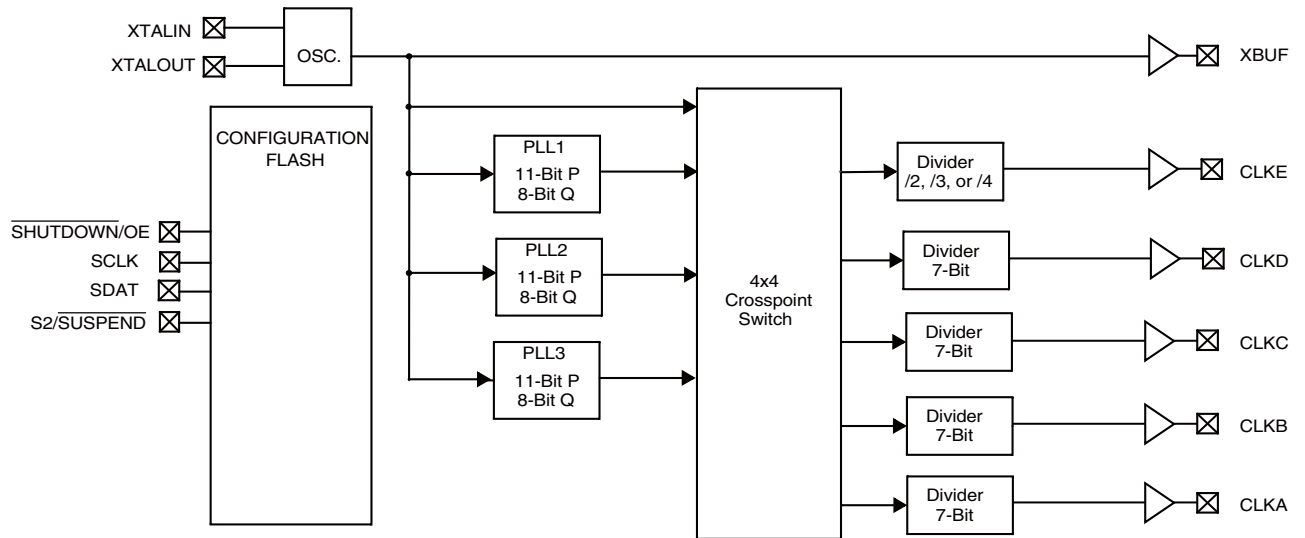 XTALIN
XTALOUT
OSC.
XBUF
CONFIGURATION
FLASH
SHUTDOWN/OE
SCLK
SDAT
S2/SUSPEND
PLL1
11-Bit P
8-Bit Q
PLL2
11-Bit P
8-Bit Q
PLL3
11-Bit P
8-Bit Q
4x4
Crosspoint
Switch
Divider
/2, /3, or /4
CLKE
Divider
7-Bit
CLKD
Divider
7-Bit
CLKC
Divider
7-Bit
CLKB
Divider
7-Bit
CLKA